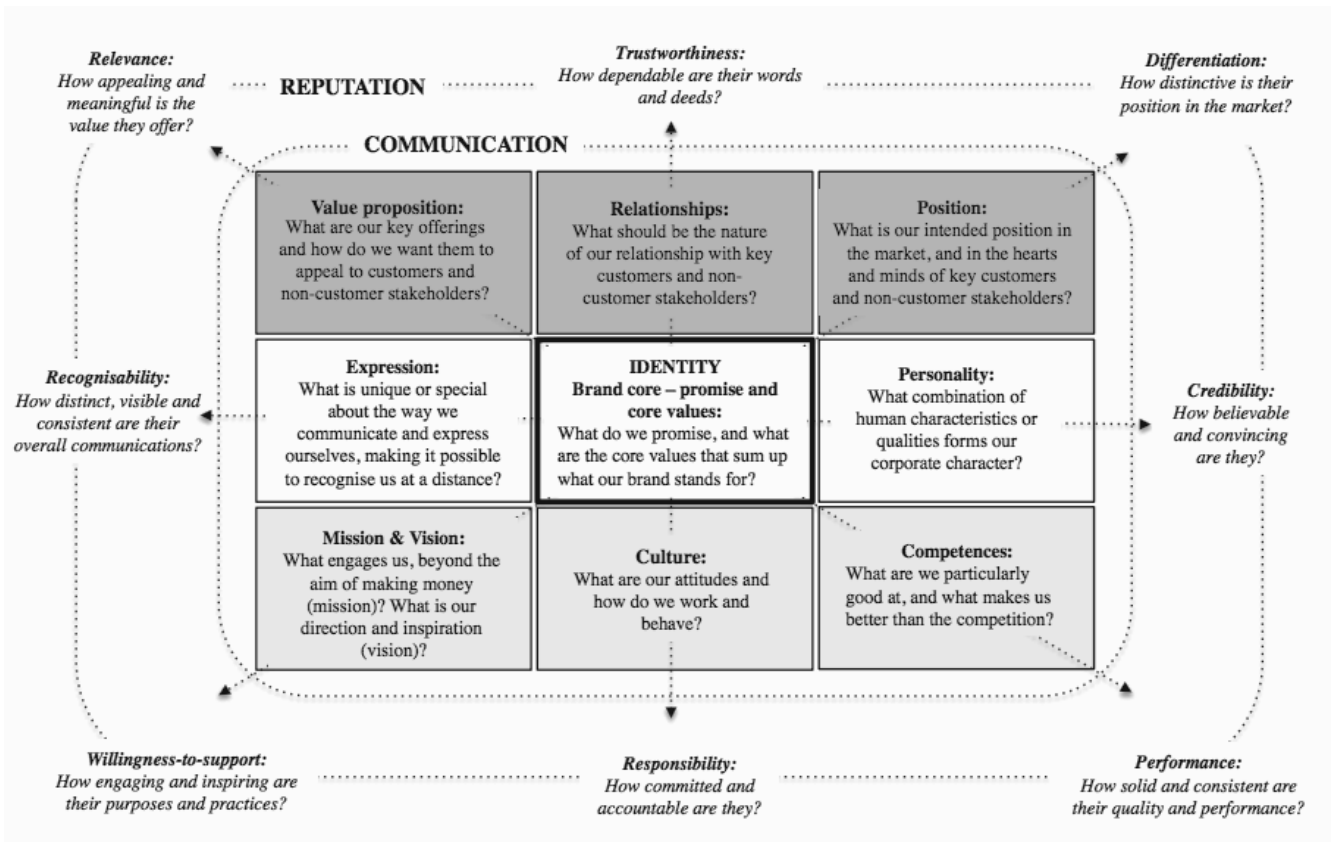 Relevance:
How appealing and
meaningful is the
value they offer?
REPUTATION
Trustworthiness:
How dependable are their words
and deeds?
Differentiation:
How distinctive is their
position in the market?
COMMUNICATION
Value proposition:
What are our key offerings
and how do we want them to
appeal to customers and
non-customer stakeholders?
Relationships:
What should be the nature
of our relationship with key
customers and non-
customer stakeholders?
Position:
What is our intended position in
the market, and in the hearts
and minds of key customers
and non-customer stakeholders?
Recognisability:
How distinct, visible and
consistent are their
overall communications?
Expression:
What is unique or special
about the way we
communicate and express
ourselves, making it possible
to recognise us at a distance?
IDENTITY
Brand core – promise and
core values:
What do we promise, and what
are the core values that sum up
what our brand stands for?
Personality:
What combination of
human characteristics or
qualities forms our
corporate character?
Credibility:
How believable
and convincing
are they?
Mission & Vision:
What engages us, beyond the
aim of making money
(mission)? What is our
direction and inspiration
(vision)?
Culture:
What are our attitudes and
how do we work and
behave?
Competences:
What are we particularly
good at, and what makes us
better than the competition?
Willingness-to-support:
How engaging and inspiring are
their purposes and practices?
Responsibility:
How committed and
accountable are they?
Performance:
How solid and consistent are
their quality and performance?